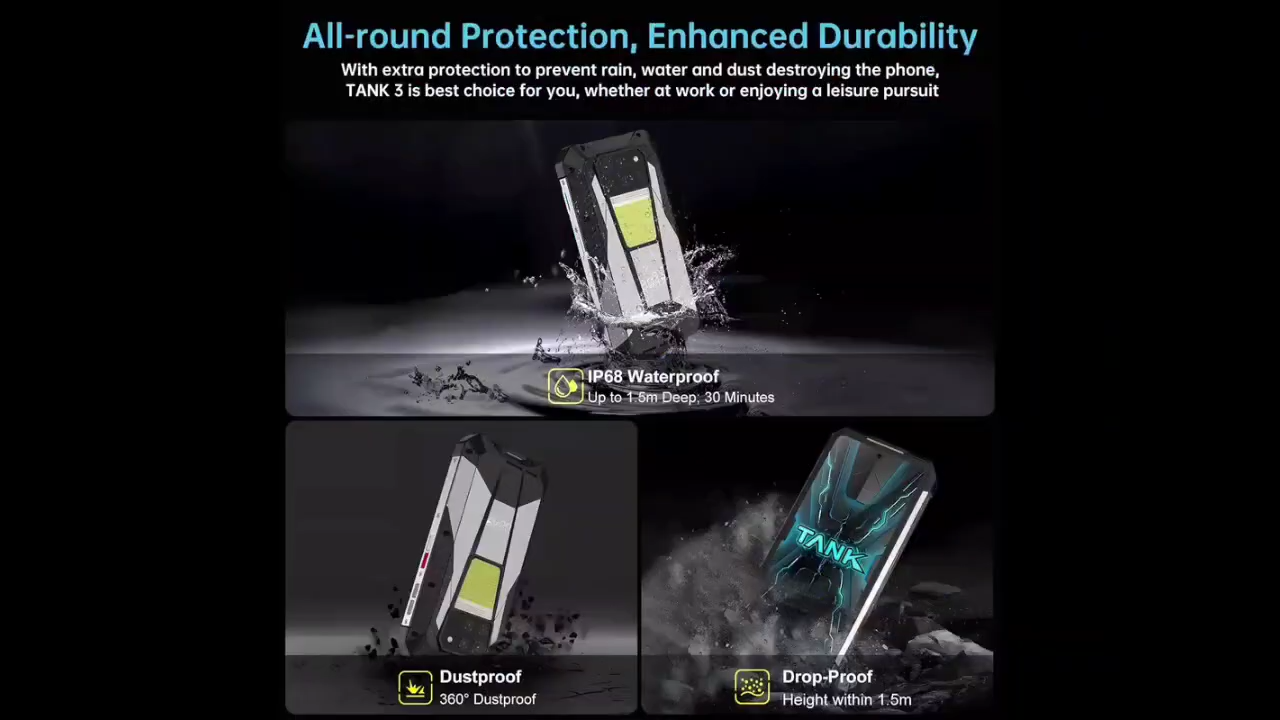 All-round Protection, Enhanced Durability
With extra protection to prevent rain, water and dust destroying the phone,
TANK 3 is best choice for you, whether at work or enjoying a leisure pursuit
IP68 Waterproof
Up to 1.5m Deep; 30 Minutes
TANK
Dustproof
360° Dustproof
Drop-Proof
Height within 1.5m